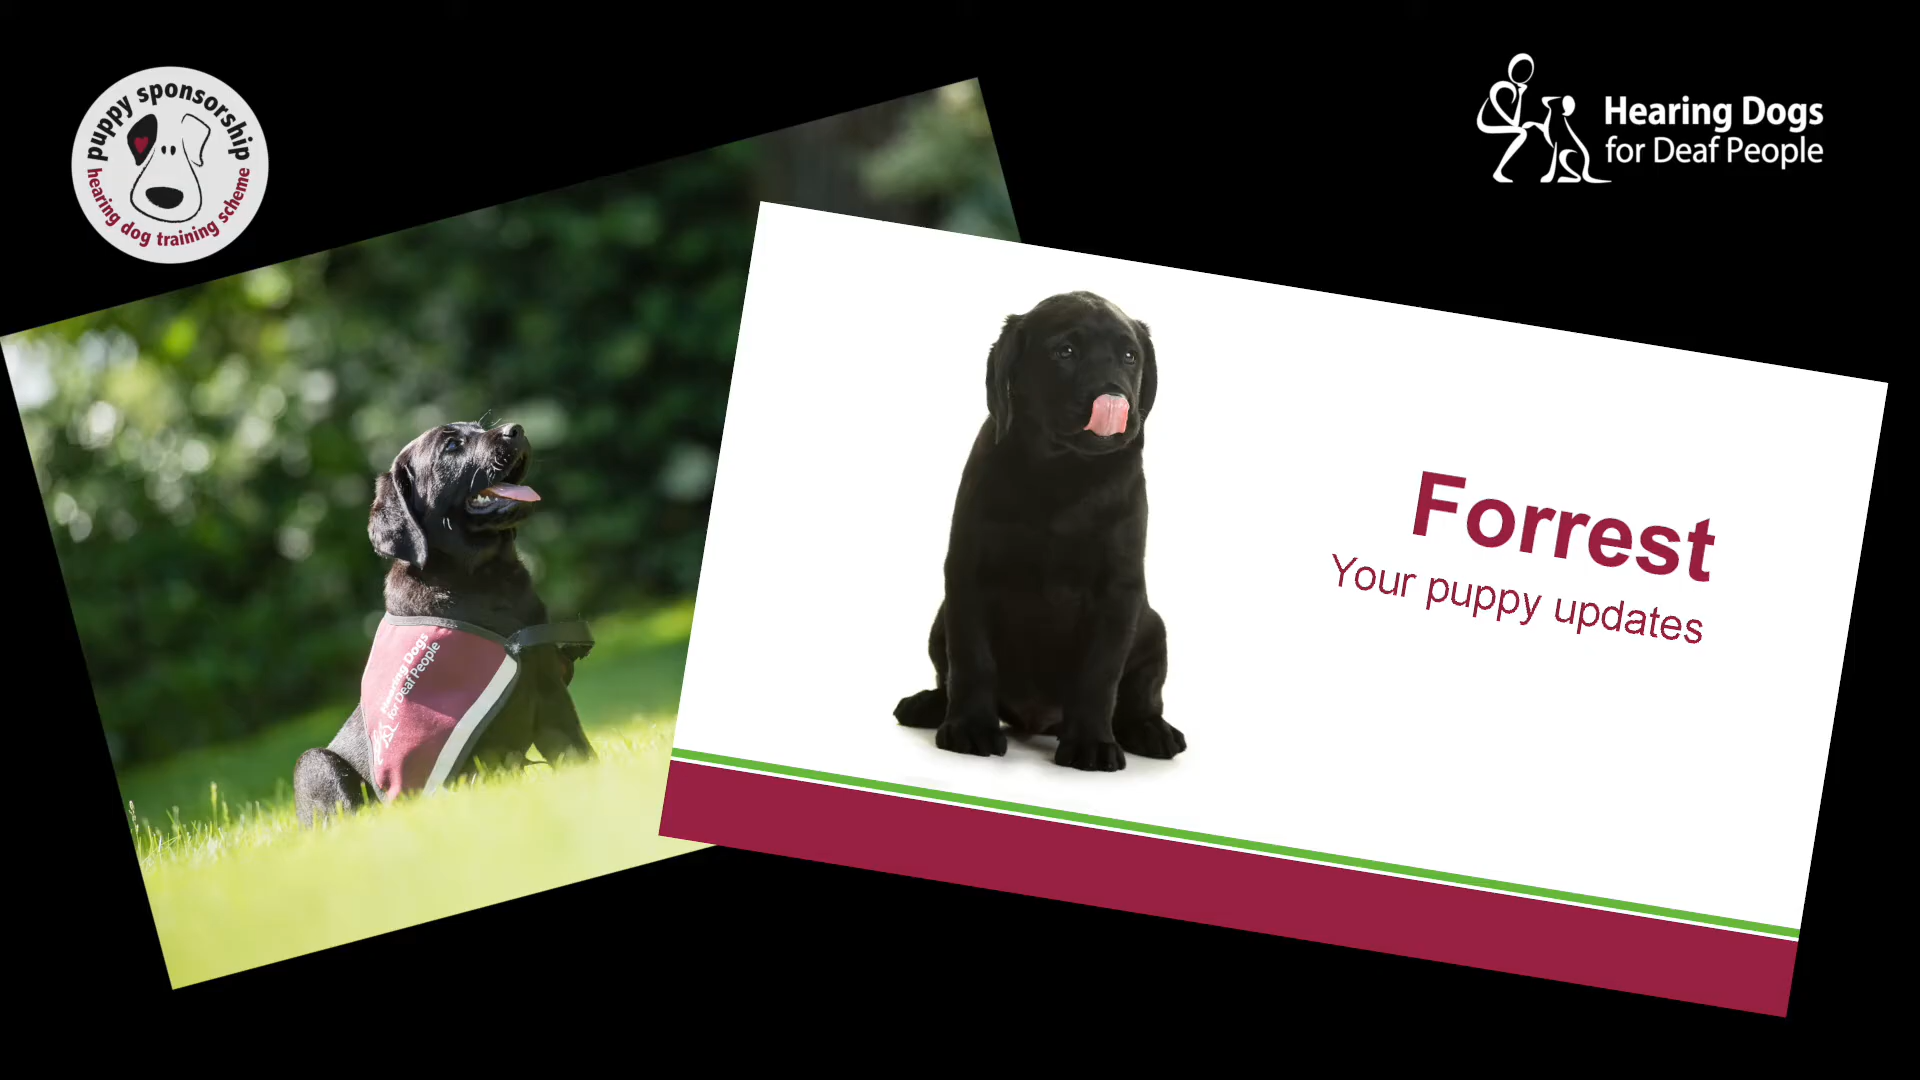 puppy sponsorship
hearing dog training scheme
Hearing Dogs
for Deaf People
Hearing Dogs
for Deaf People
Forrest
Your puppy updates